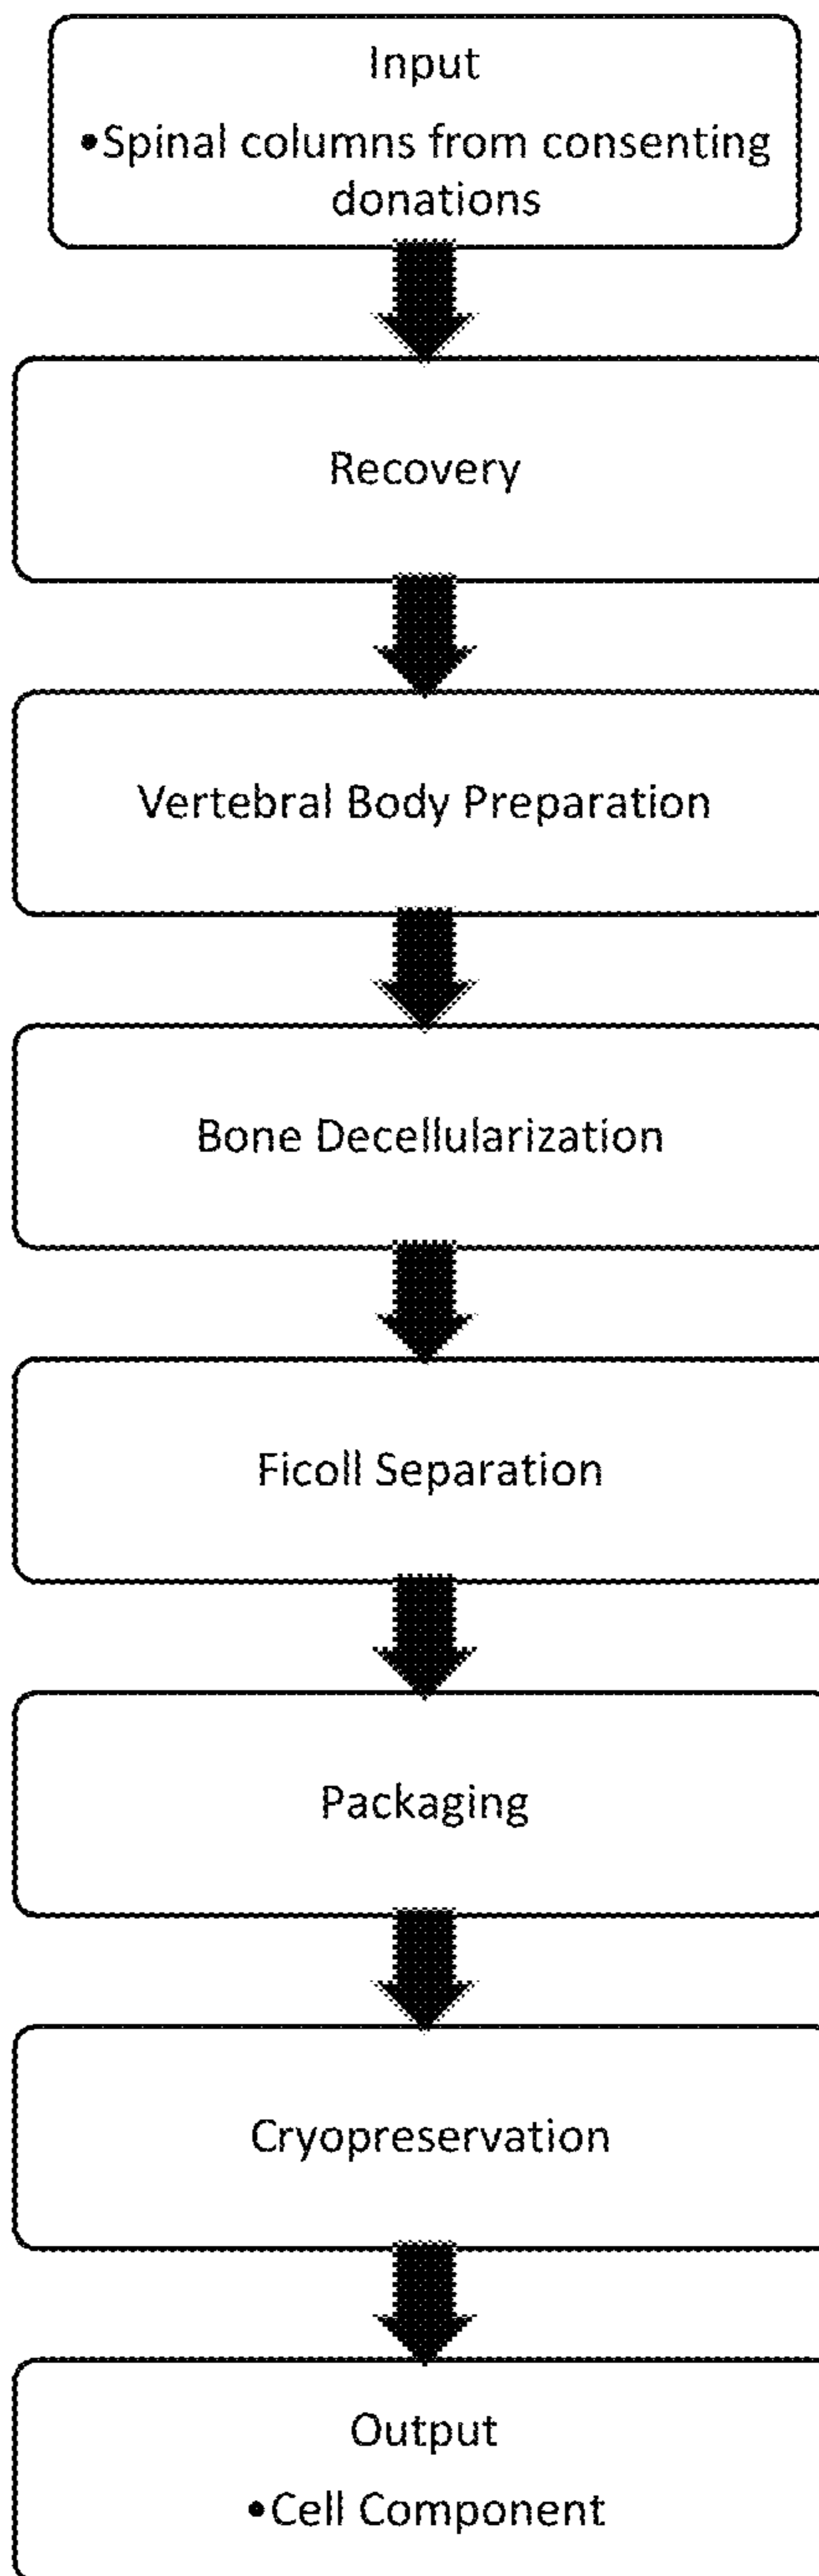 Input
•Spinal columns from consenting
donations
Recovery
Vertebral Body Preparation
Bone Decellularization
Ficoll Separation
Packaging
Cryopreservation
Output
•Cell Component